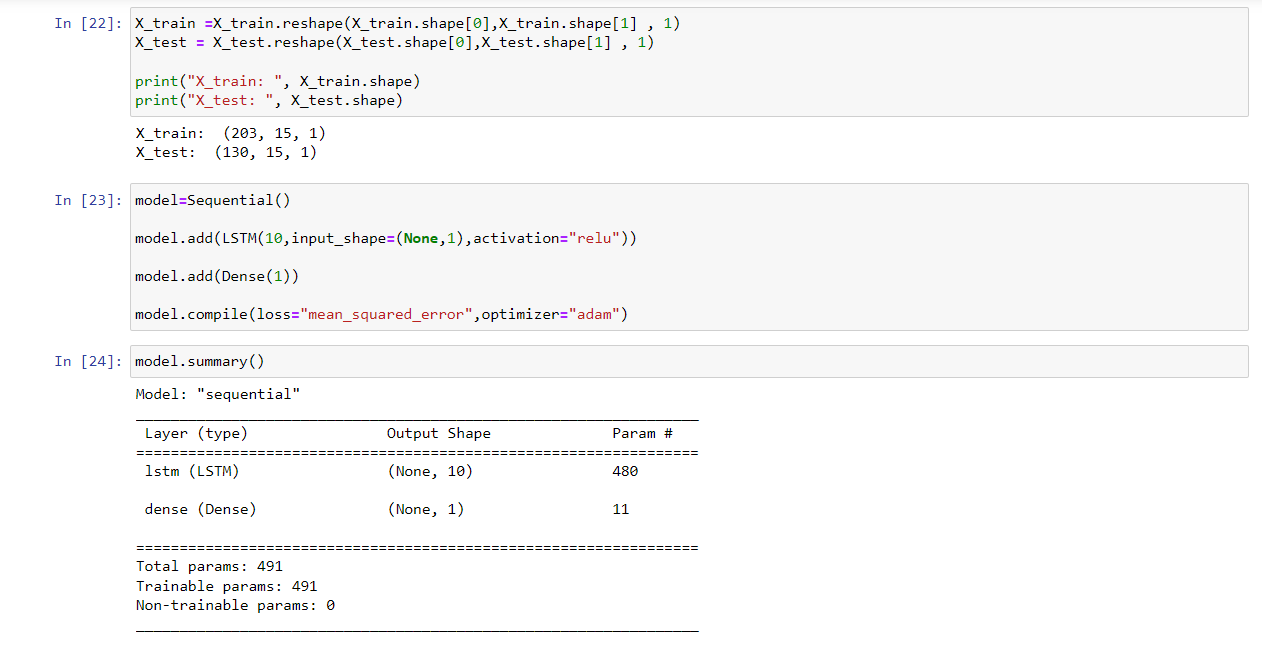 In [22]: X_train =X_train.reshape(X_train.shape[0],X_train.shape[1] , 1)
X_test = X_test.reshape(X_test.shape[0],X_test.shape[1] , 1)
print("X_train: ", X_train.shape)
print("X_test: ", X_test.shape)
X_train:  (203, 15, 1)
X_test:  (130, 15, 1)
In [23]: model=Sequential()
model.add(LSTM(10,input_shape=(None,1),activation="relu"))
model.add(Dense(1))
model.compile(loss="mean_squared_error",optimizer="adam")
In [24]: model.summary()
Model: "sequential"
_________________________________________________________________
Layer (type)                Output Shape              Param #
=================================================================
lstm (LSTM)                 (None, 10)                480
dense (Dense)               (None, 1)                 11
=================================================================
Total params: 491
Trainable params: 491
Non-trainable params: 0
_________________________________________________________________